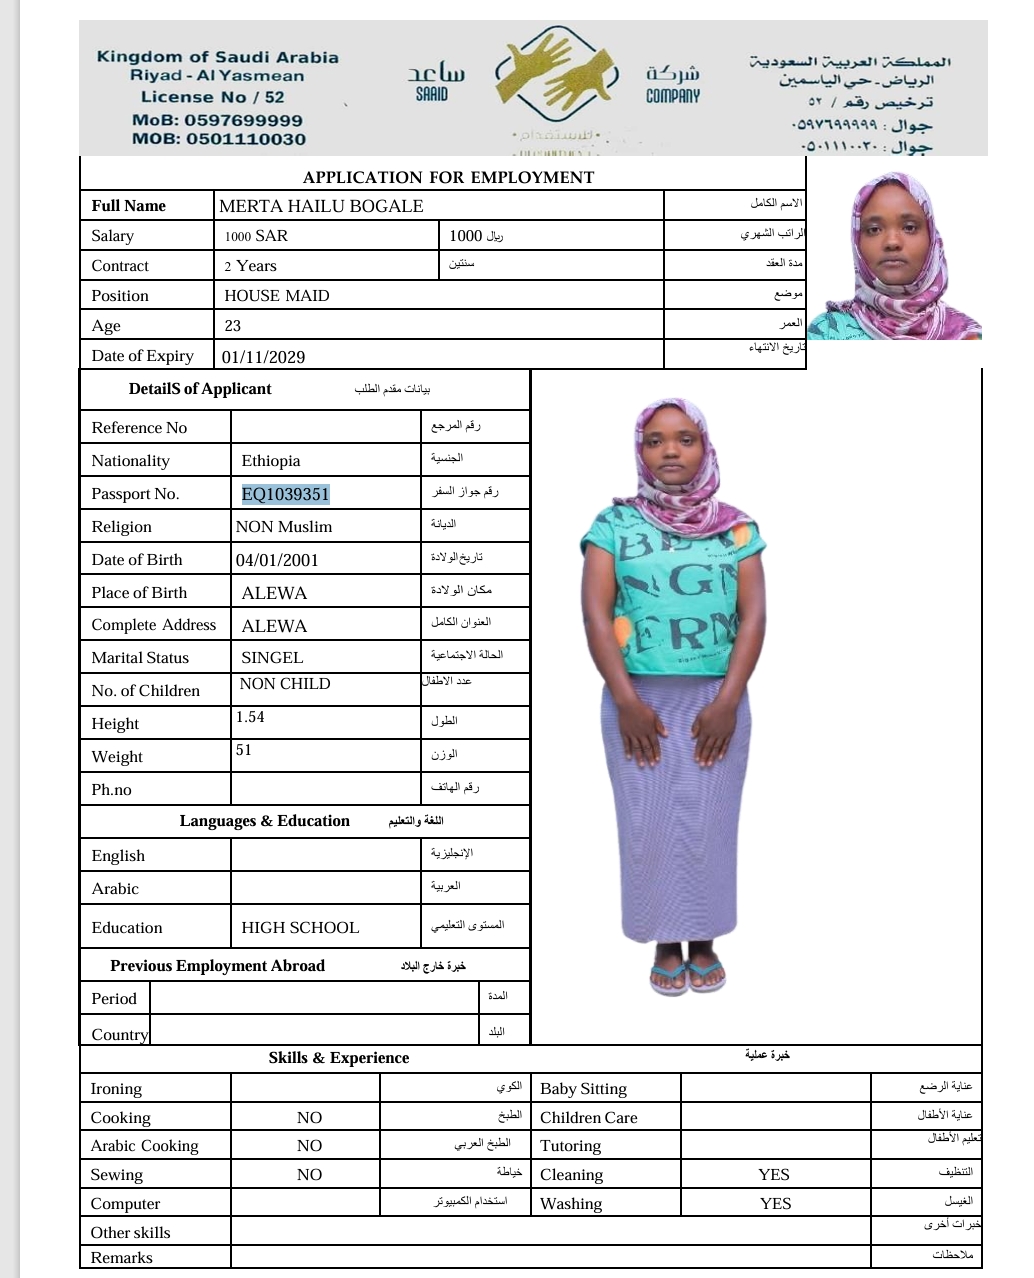 Kingdom of Saudi Arabia
Riyad - Al Yasmean
License No / 52
MoB: 0597699999
MOB: 0501110030
ساعد
SAAID
شركة
COMPANY
للاستقدام
المملكة العربية السعودية
الرياض - حي الياسمين
ترخيص رقم / ٥٢
جوال : ٠٥٩٧٦٩٩٩٩٩
جوال : ٠٥٠١١١٠٠٣٠
APPLICATION FOR EMPLOYMENT
Full Name MERTA HAILU BOGALE الاسم الكامل
Salary 1000 SAR 1000 ريال الراتب الشهري
Contract 2 Years سنتين مدة العقد
Position HOUSE MAID موضع
Age 23 العمر
Date of Expiry 01/11/2029 تاريخ الانتهاء
DetailS of Applicant بيانات مقدم الطلب
Reference No رقم المرجع
Nationality Ethiopia الجنسية
Passport No. EQ1039351 رقم جواز السفر
Religion NON Muslim الديانة
Date of Birth 04/01/2001 تاريخ الولادة
Place of Birth ALEWA مكان الولادة
Complete Address ALEWA العنوان الكامل
Marital Status SINGEL الحالة الاجتماعية
No. of Children NON CHILD عدد الاطفال
Height 1.54 الطول
Weight 51 الوزن
Ph.no رقم الهاتف
Languages & Education اللغة والتعليم
English الإنجليزية
Arabic العربية
Education HIGH SCHOOL المستوى التعليمي
Previous Employment Abroad خبرة خارج البلاد
Period المدة
Country البلد
Skills & Experience خبرة عملية
Ironing الكوي Baby Sitting عناية الرضع
Cooking NO الطبخ Children Care عناية الأطفال
Arabic Cooking NO الطبخ العربي Tutoring تعليم الأطفال
Sewing NO خياطة Cleaning YES التنظيف
Computer استخدام الكمبيوتر Washing YES الغيسل
Other skills خبرات أخرى
Remarks ملاحظات